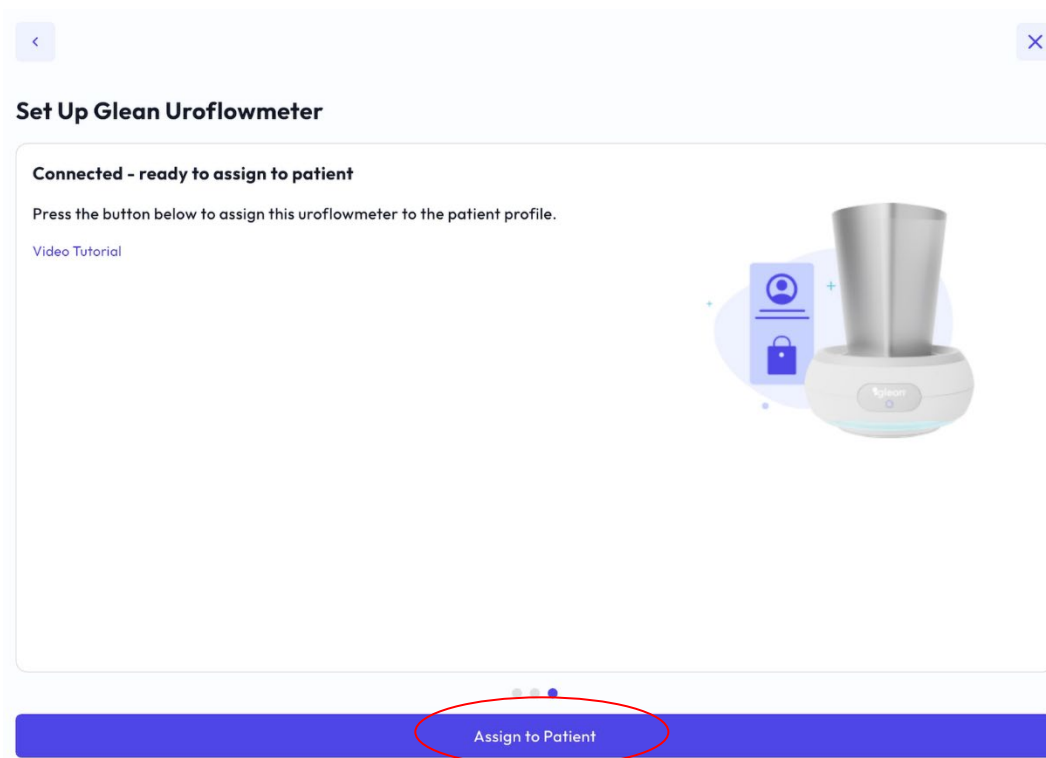 Set Up Glean Uroflowmeter
Connected - ready to assign to patient
Press the button below to assign this uroflowmeter to the patient profile.
Video Tutorial
glean
Assign to Patient